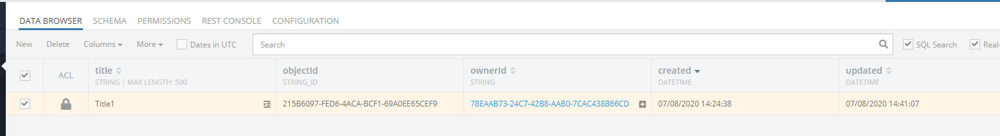 DATA BROWSER SCHEMA PERMISSIONS REST CONSOLE CONFIGURATION
New Delete Columns More Dates in UTC Search SQL Search Real-
ACL title objectId ownerId created updated
STRING | MAX LENGTH: 500 STRING_ID STRING DATETIME DATETIME
Title1 215B6097-FED6-4ACA-BCF1-69A0EE65CEF9 78EAAB73-24C7-42B8-AAB0-7CAC438B66CD 07/08/2020 14:24:38 07/08/2020 14:41:07